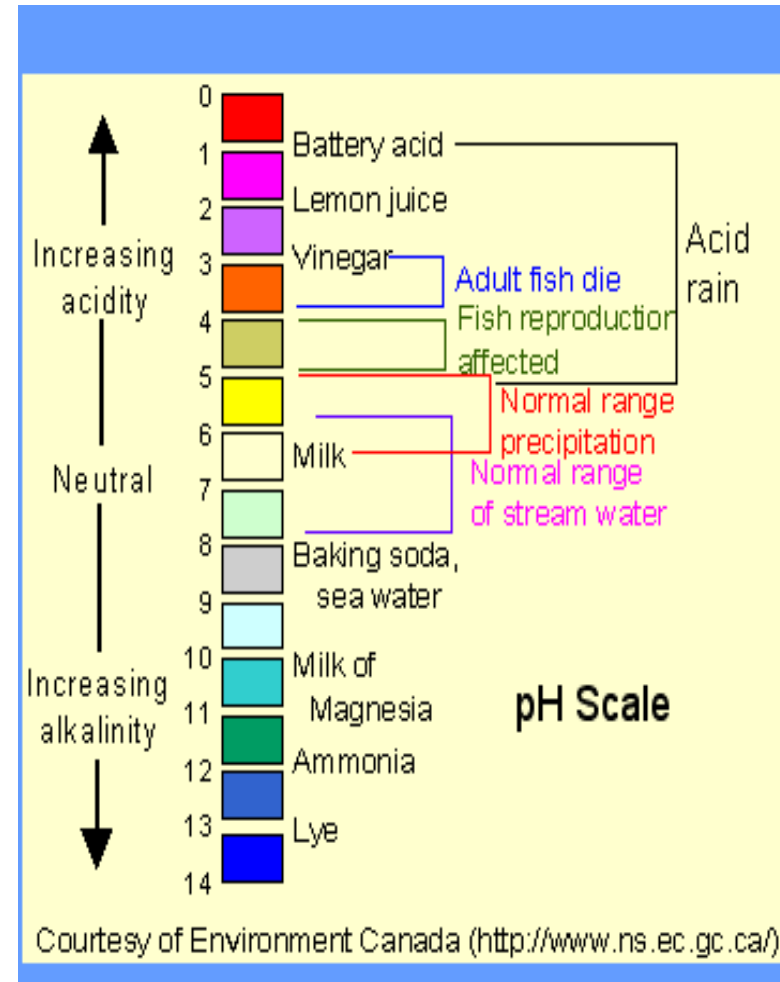 0
1
Battery acid
2
Lemon juice
Increasing
acidity
3
Vinegar
Acid
rain
Adult fish die
4
Fish reproduction
affected
5
Normal range
precipitation
6
Milk
Neutral
Normal range
of stream water
7
8
Baking soda,
sea water
9
10
Milk of
Magnesia
Increasing
alkalinity
pH Scale
11
Ammonia
12
13
Lye
14
Courtesy of Environment Canada (http://www.ns.ec.gc.ca/)